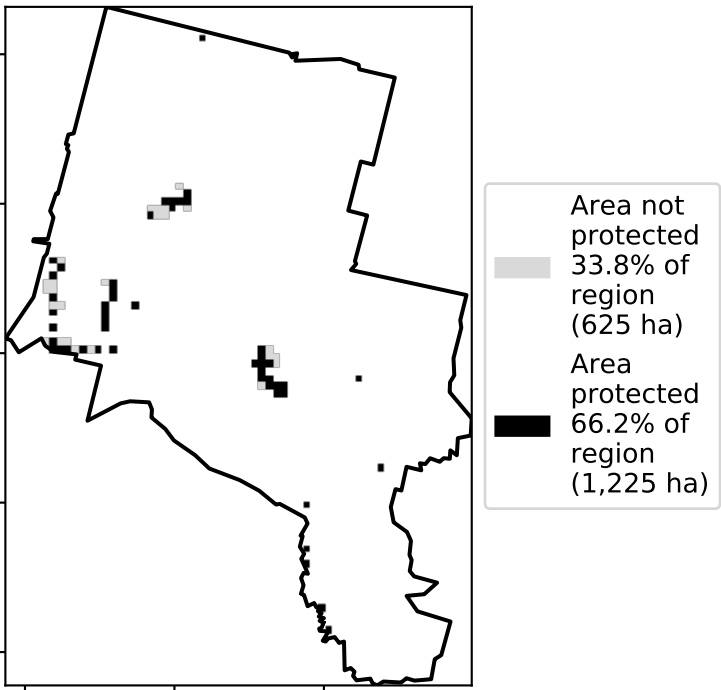 Area not
protected
33.8% of
region
(625 ha)
Area
protected
66.2% of
region
(1,225 ha)